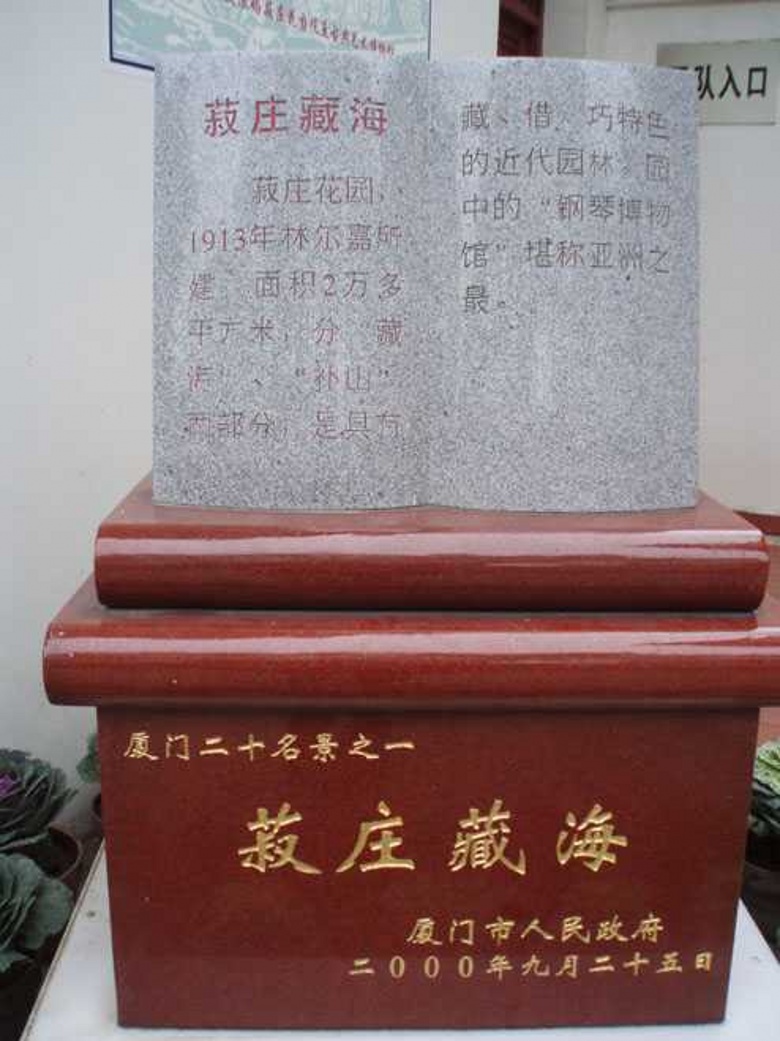 菽庄藏海
菽庄花园，
1913年林尔嘉所
建，面积2万多
平方米，分“藏
海”、“补山”
两部分，是具有
藏、借、巧特色
的近代园林。园
中的“钢琴博物
馆”堪称亚洲之
最。
队入口
厦门二十名景之一
菽庄藏海
厦门市人民政府
二000年九月二十五日